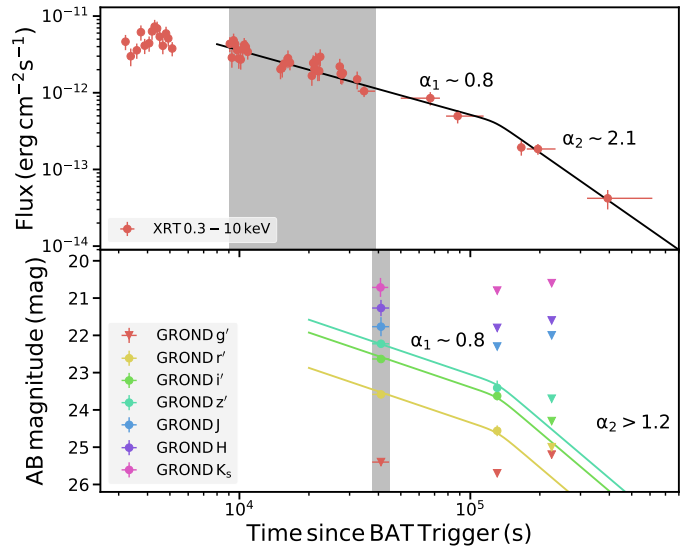 10⁻¹¹
10⁻¹²
10⁻¹³
10⁻¹⁴
Flux (erg cm⁻² s⁻¹)
α₁ ~ 0.8
α₂ ~ 2.1
XRT 0.3 − 10 keV
20
21
22
23
24
25
26
AB magnitude (mag)
α₁ ~ 0.8
α₂ > 1.2
GROND g′
GROND r′
GROND i′
GROND z′
GROND J
GROND H
GROND Kₛ
10⁴
10⁵
Time since BAT Trigger (s)